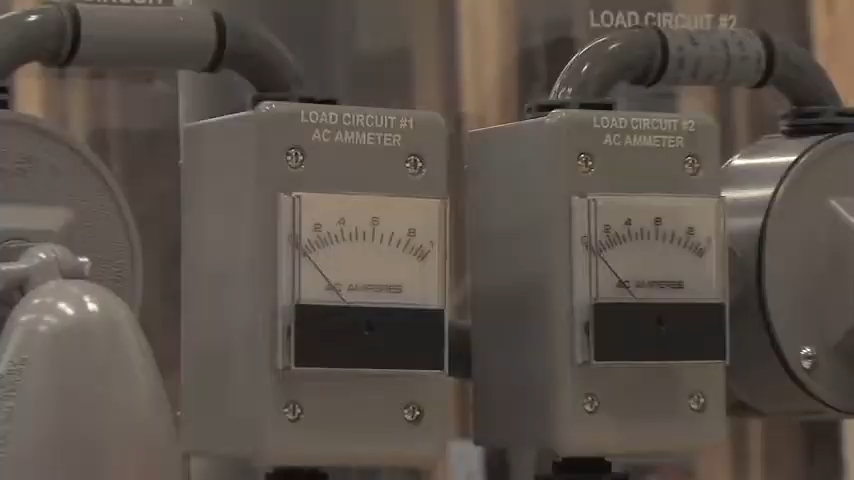 LOAD CIRCUIT #2
LOAD CIRCUIT #1
AC AMMETER
2 4 6 8
AC AMPERES
LOAD CIRCUIT #2
AC AMMETER
2 4 6 8
AC AMPERES